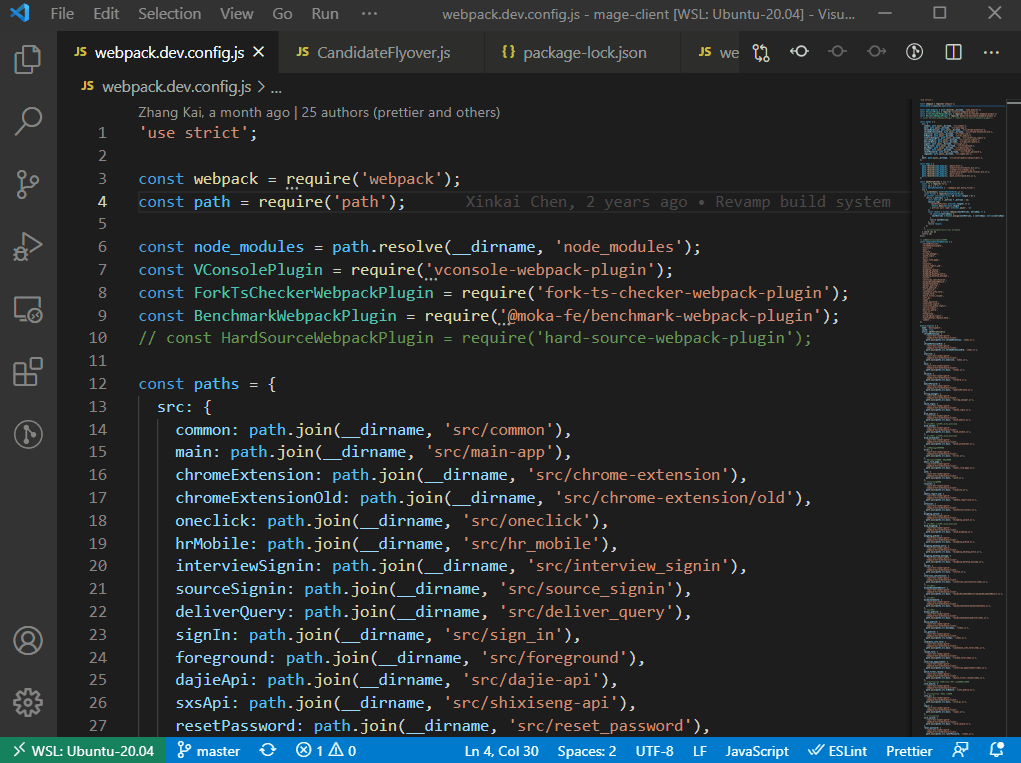 File Edit Selection View Go Run ··· webpack.dev.config.js - mage-client [WSL: Ubuntu-20.04] - Visu...
JS webpack.dev.config.js JS CandidateFlyover.js {} package-lock.json JS we
JS webpack.dev.config.js > ...
Zhang Kai, a month ago | 25 authors (prettier and others)
1 'use strict';
2
3 const webpack = require('webpack');
4 const path = require('path'); Xinkai Chen, 2 years ago • Revamp build system
5
6 const node_modules = path.resolve(__dirname, 'node_modules');
7 const VConsolePlugin = require('vconsole-webpack-plugin');
8 const ForkTsCheckerWebpackPlugin = require('fork-ts-checker-webpack-plugin');
9 const BenchmarkWebpackPlugin = require('@moka-fe/benchmark-webpack-plugin');
10 // const HardSourceWebpackPlugin = require('hard-source-webpack-plugin');
11
12 const paths = {
13 src: {
14 common: path.join(__dirname, 'src/common'),
15 main: path.join(__dirname, 'src/main-app'),
16 chromeExtension: path.join(__dirname, 'src/chrome-extension'),
17 chromeExtensionOld: path.join(__dirname, 'src/chrome-extension/old'),
18 oneclick: path.join(__dirname, 'src/oneclick'),
19 hrMobile: path.join(__dirname, 'src/hr_mobile'),
20 interviewSignin: path.join(__dirname, 'src/interview_signin'),
21 sourceSignin: path.join(__dirname, 'src/source_signin'),
22 deliverQuery: path.join(__dirname, 'src/deliver_query'),
23 signIn: path.join(__dirname, 'src/sign_in'),
24 foreground: path.join(__dirname, 'src/foreground'),
25 dajieApi: path.join(__dirname, 'src/dajie-api'),
26 sxsApi: path.join(__dirname, 'src/shixiseng-api'),
27 resetPassword: path.join(__dirname, 'src/reset_password'),
WSL: Ubuntu-20.04 master 1 0 Ln 4, Col 30 Spaces: 2 UTF-8 LF JavaScript ESLint Prettier